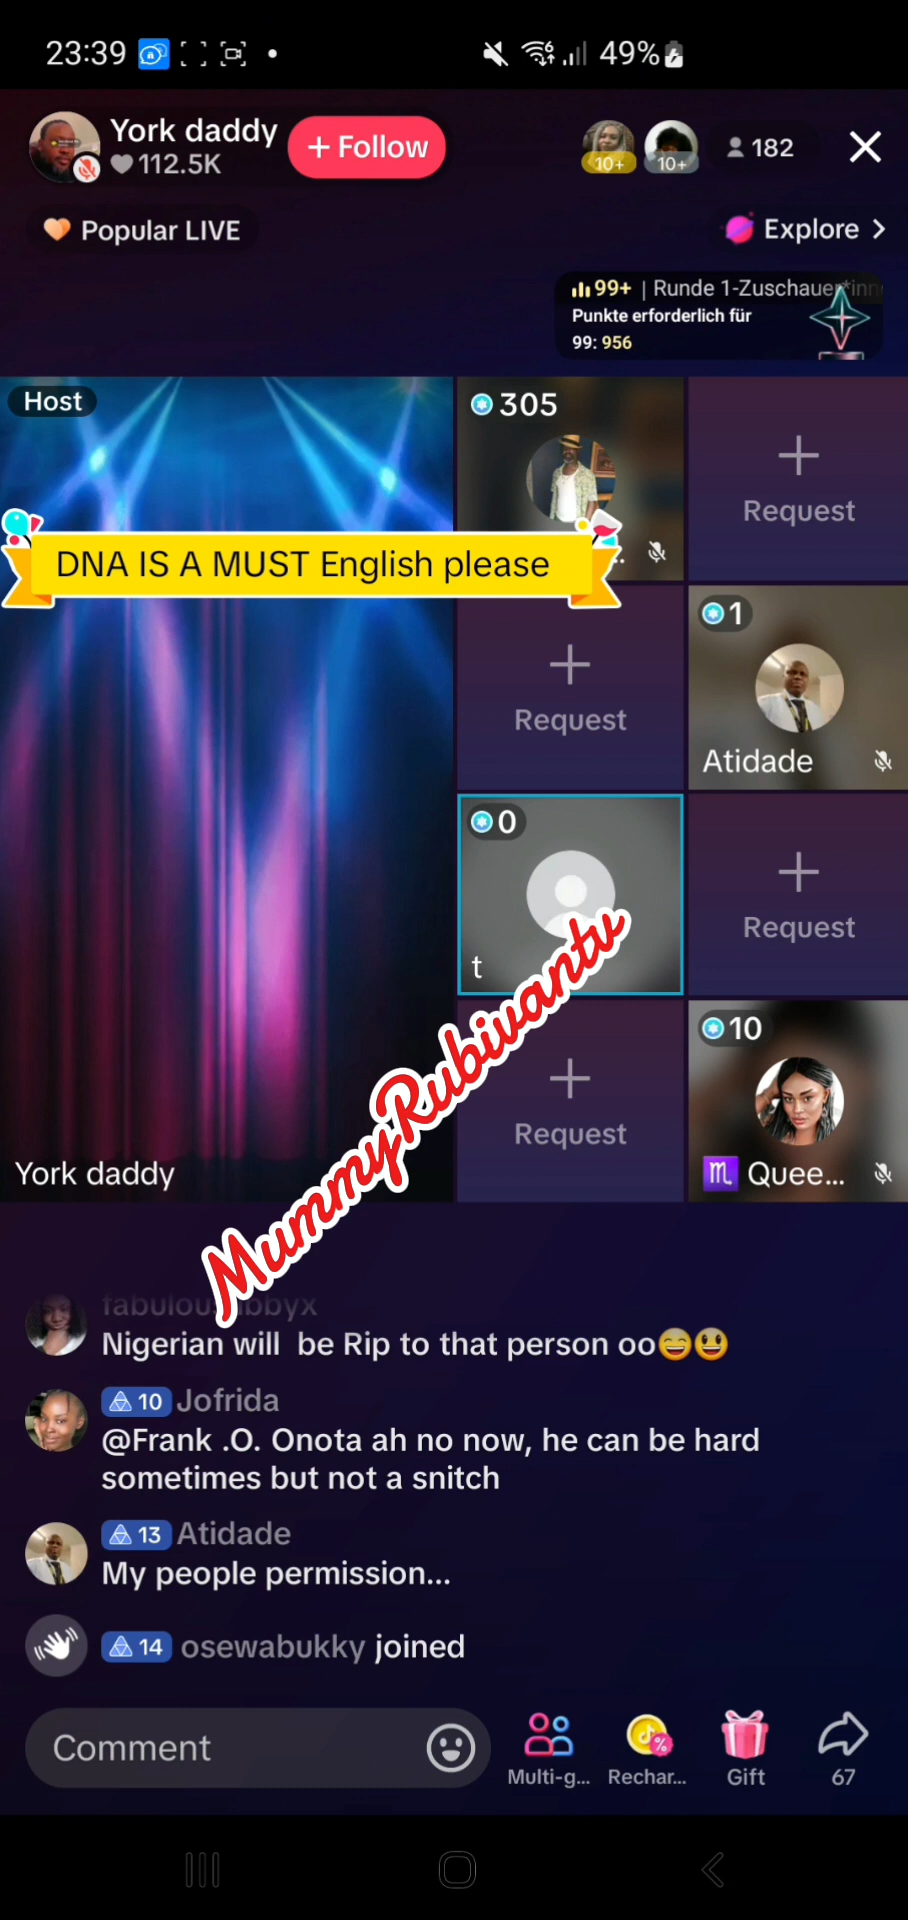 23:39
49%
York daddy
112.5K
+ Follow
10+
10+
182
Popular LIVE
Explore
99+ | Runde 1-Zuschauer*inn
Punkte erforderlich für
99: 956
Host
305
Request
DNA IS A MUST English please
Request
1
Atidade
0
t
Request
Request
10
Quee...
York daddy
MummyRubivantv
Nigerian will be Rip to that person oo😄😃
10 Jofrida
@Frank .O. Onota ah no now, he can be hard
sometimes but not a snitch
13 Atidade
My people permission...
14 osewabukky joined
Comment
Multi-g...
Rechar...
Gift
67